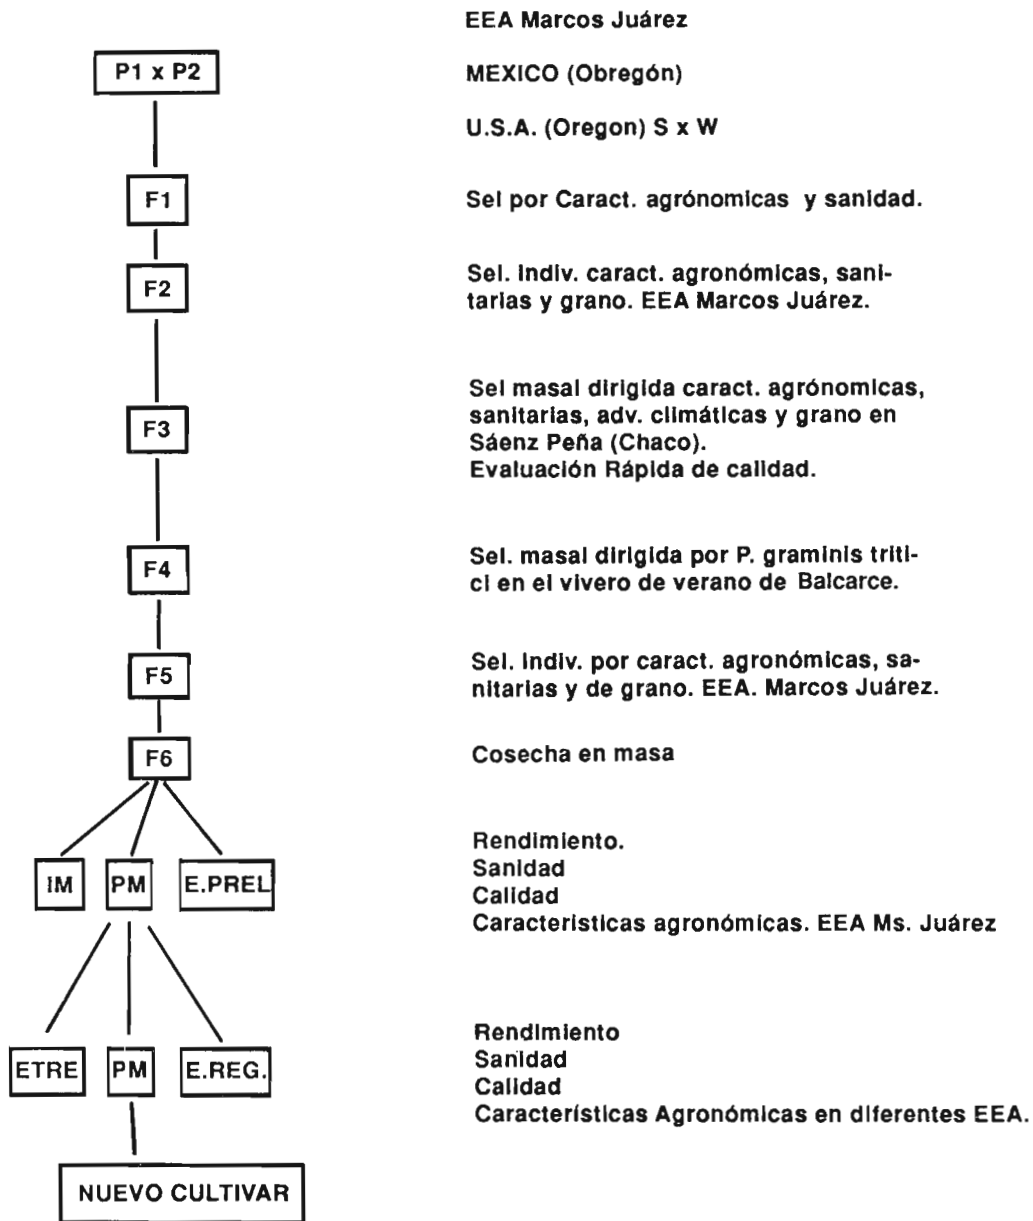 EEA Marcos Juárez
P1 x P2
MEXICO (Obregón)
U.S.A. (Oregon) S x W
F1
Sel por Caract. agrónomicas y sanidad.
F2
Sel. Indiv. caract. agronómicas, sani-
tarias y grano. EEA Marcos Juárez.
F3
Sel masal dirigida caract. agrónomicas,
sanitarias, adv. climáticas y grano en
Sáenz Peña (Chaco).
Evaluación Rápida de calidad.
F4
Sel. masal dirigida por P. graminis triti-
ci en el vivero de verano de Balcarce.
F5
Sel. Indiv. por caract. agronómicas, sa-
nitarias y de grano. EEA. Marcos Juárez.
F6
Cosecha en masa
IM PM E.PREL
Rendimiento.
Sanidad
Calidad
Caracteristicas agronómicas. EEA Ms. Juárez
ETRE PM E.REG.
Rendimiento
Sanidad
Calidad
Característícas Agronómicas en diferentes EEA.
NUEVO CULTIVAR